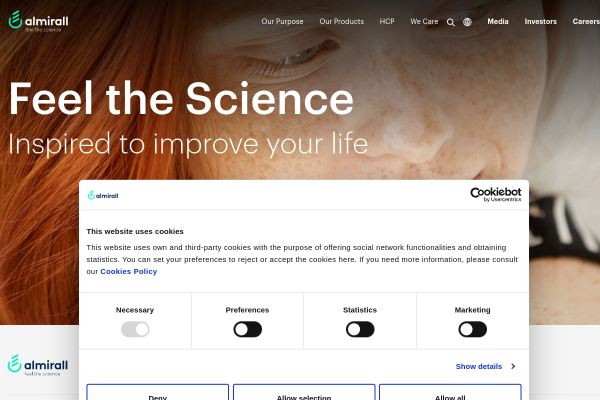 almirall
feel the science
Our Purpose
Our Products
HCP
We Care
Media
Investors
Careers
Feel the Science
Inspired to improve your life
almirall
Cookiebot
by Usercentrics
This website uses cookies
This website uses own and third-party cookies with the purpose of offering social network functionalities and obtaining
statistics. You can set your preferences to reject or accept the cookies here. If you need more information, please consult
our Cookies Policy
Necessary
Preferences
Statistics
Marketing
Show details
almirall
feel the science
Deny
Allow selection
Allow all